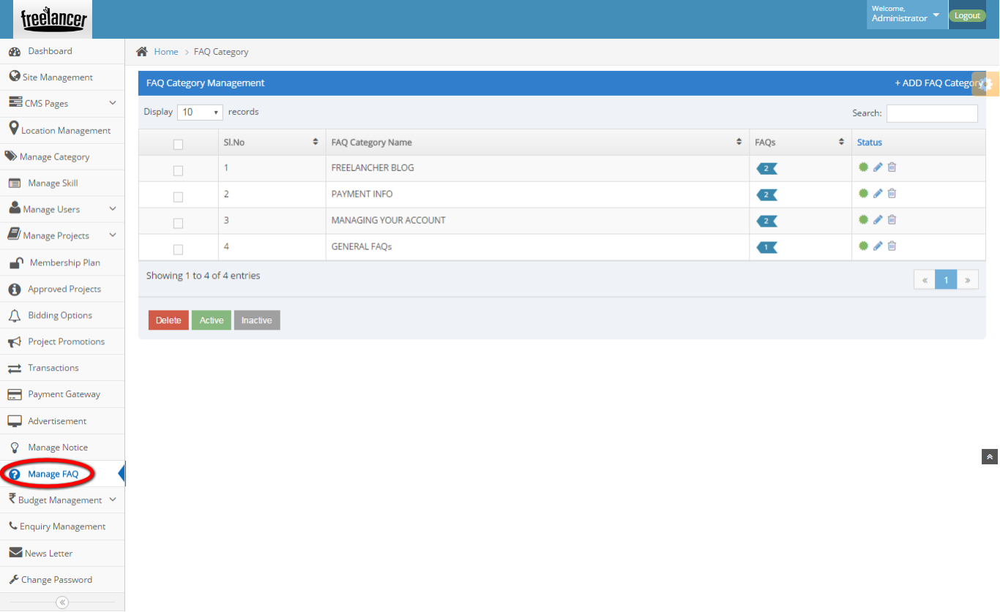 freelancer
Welcome,
Administrator
Logout
Dashboard
Site Management
CMS Pages
Location Management
Manage Category
Manage Skill
Manage Users
Manage Projects
Membership Plan
Approved Projects
Bidding Options
Project Promotions
Transactions
Payment Gateway
Advertisement
Manage Notice
Manage FAQ
Budget Management
Enquiry Management
News Letter
Change Password
Home > FAQ Category
FAQ Category Management + ADD FAQ Category
Display 10 records Search:
Sl.No FAQ Category Name FAQs Status
1 FREELANCHER BLOG 2
2 PAYMENT INFO 2
3 MANAGING YOUR ACCOUNT 2
4 GENERAL FAQs 1
Showing 1 to 4 of 4 entries « 1 »
Delete Active Inactive